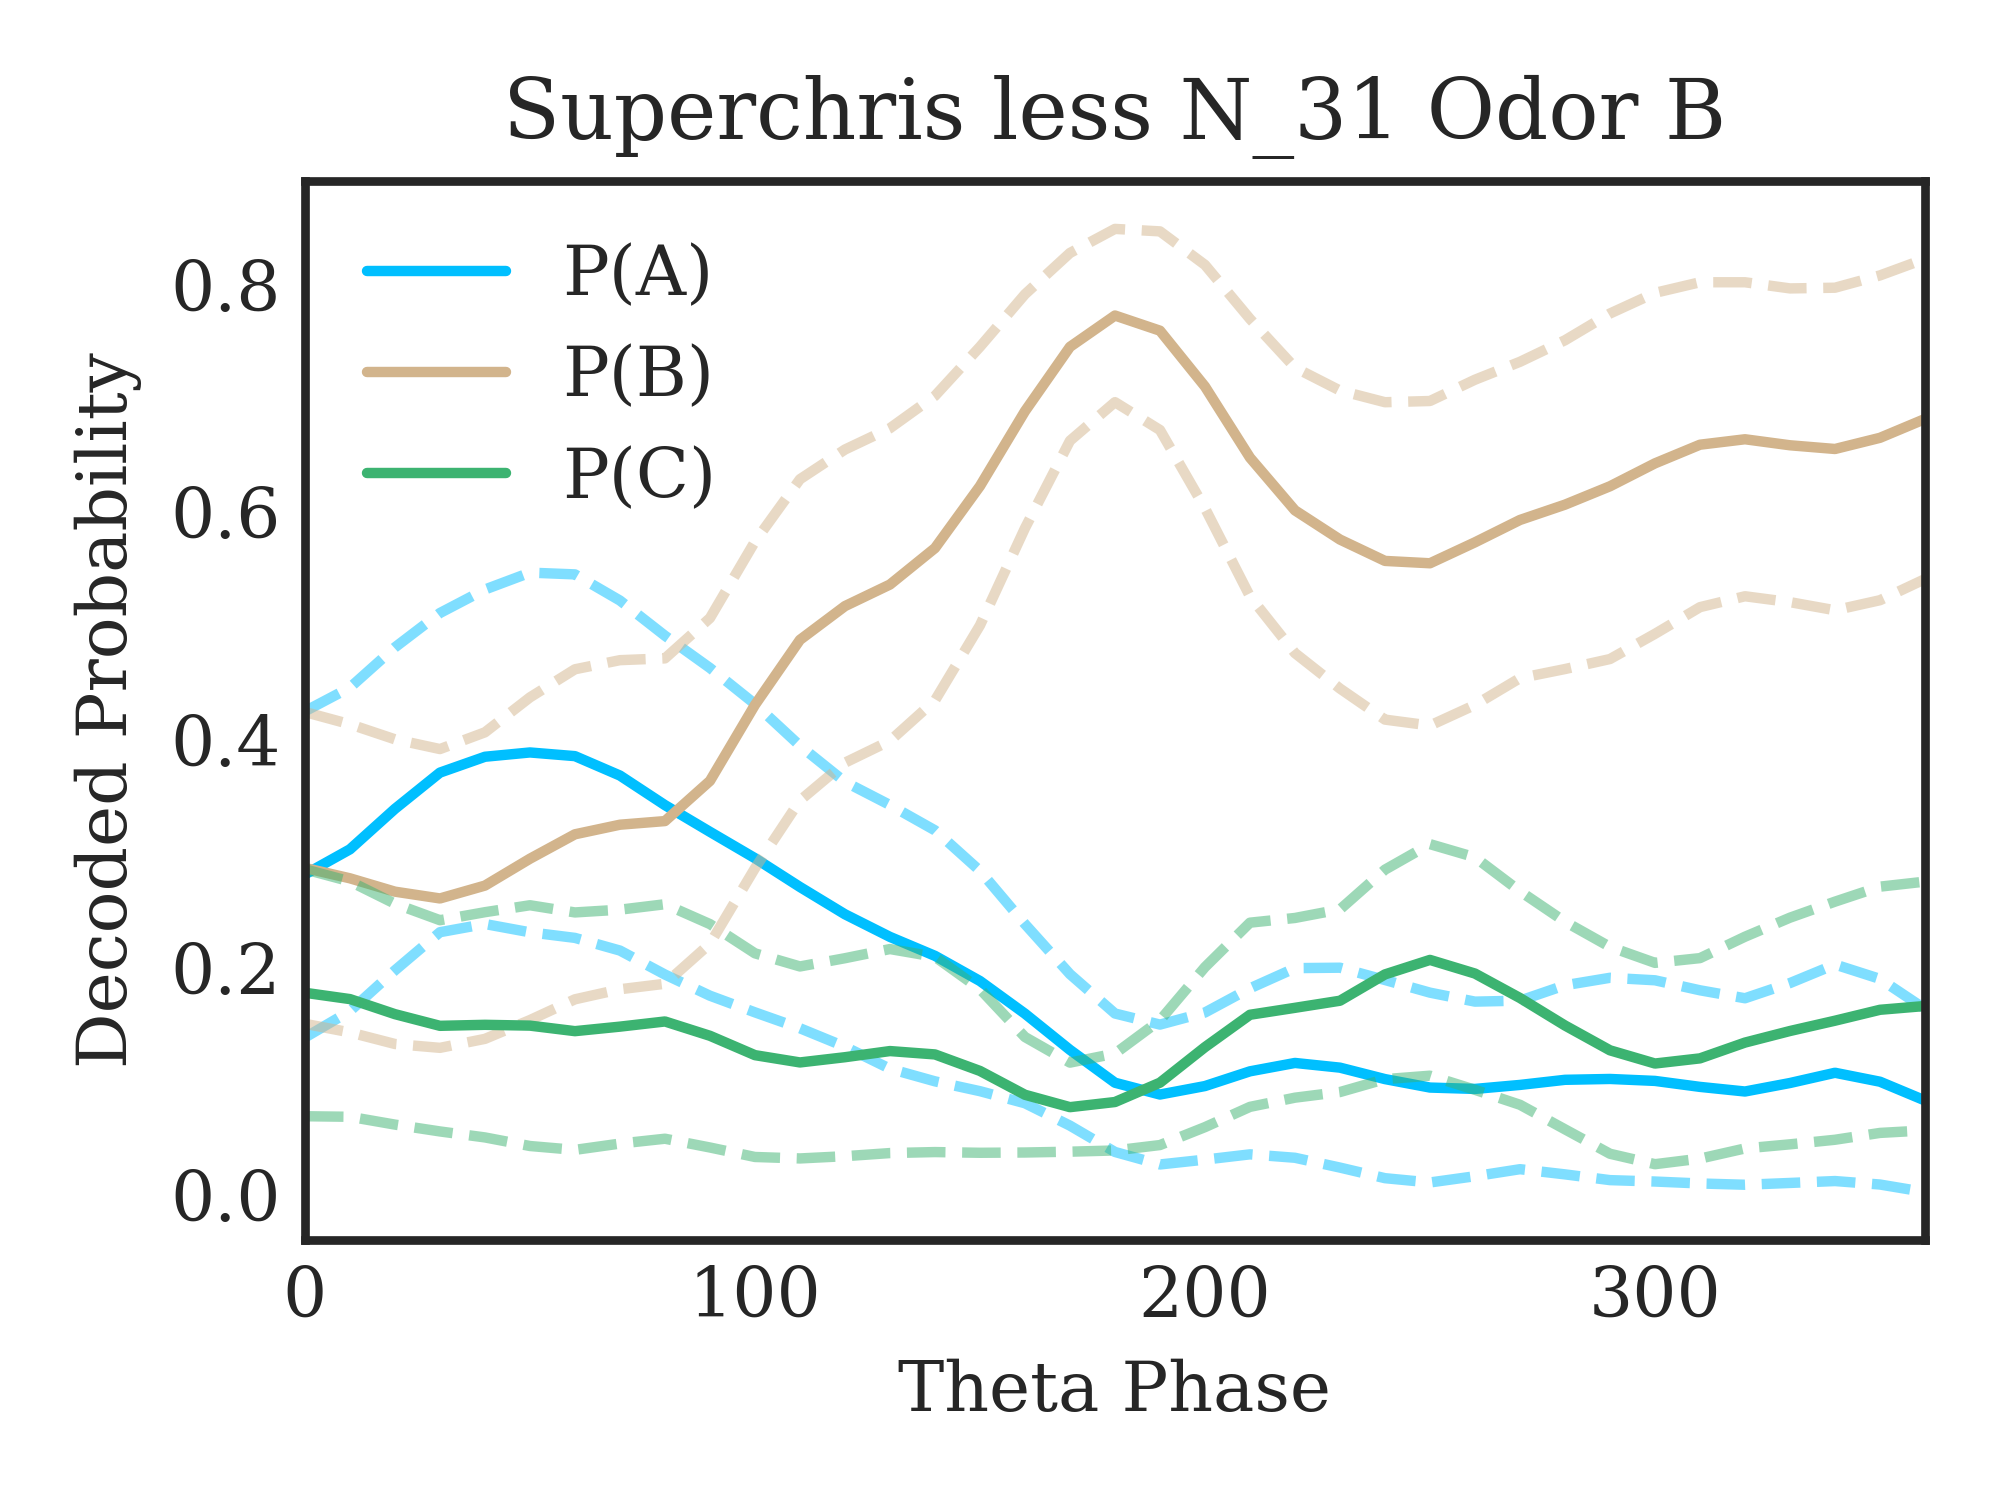 Superchris less N_31 Odor B
P(A)
P(B)
P(C)
Decoded Probability
0.8
0.6
0.4
0.2
0.0
0 100 200 300
Theta Phase